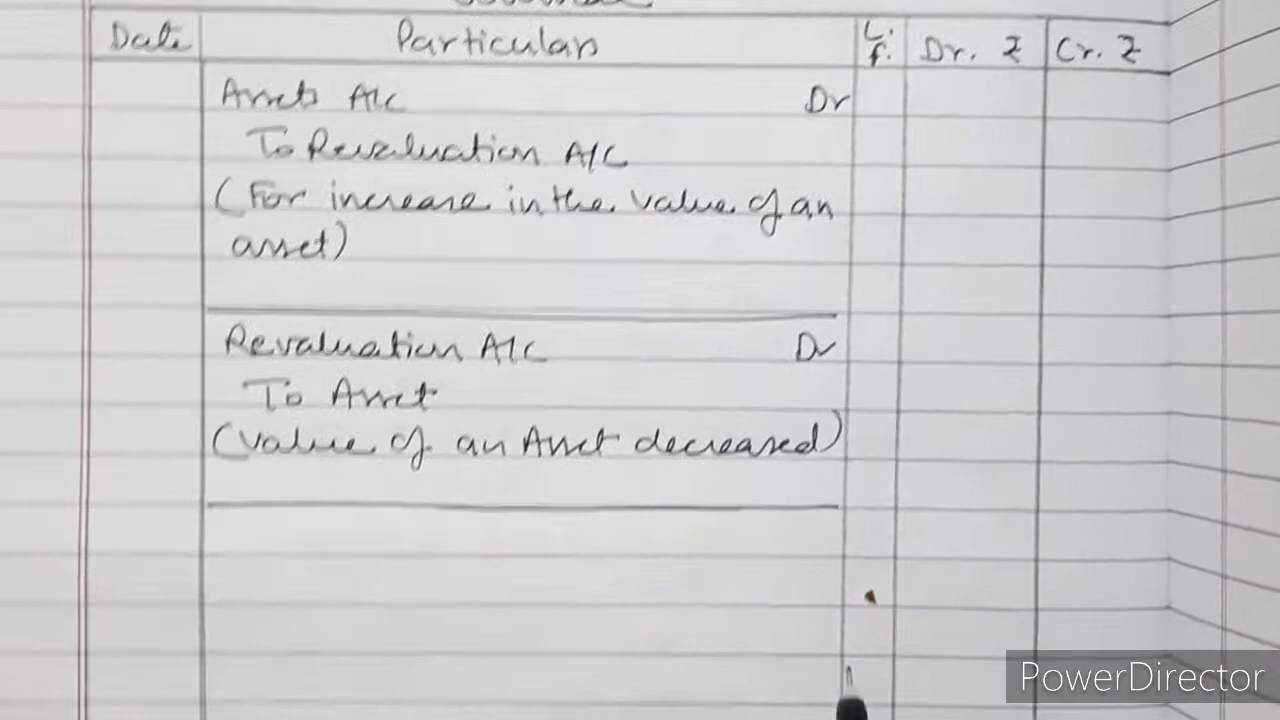 Date Particulars L.F. Dr. ₹ Cr. ₹
Assets A/C Dr
To Revaluation A/C
(For increase in the value of an
asset)
Revaluation A/C Dr
To Asset
(value of an Asset decreased)
PowerDirector